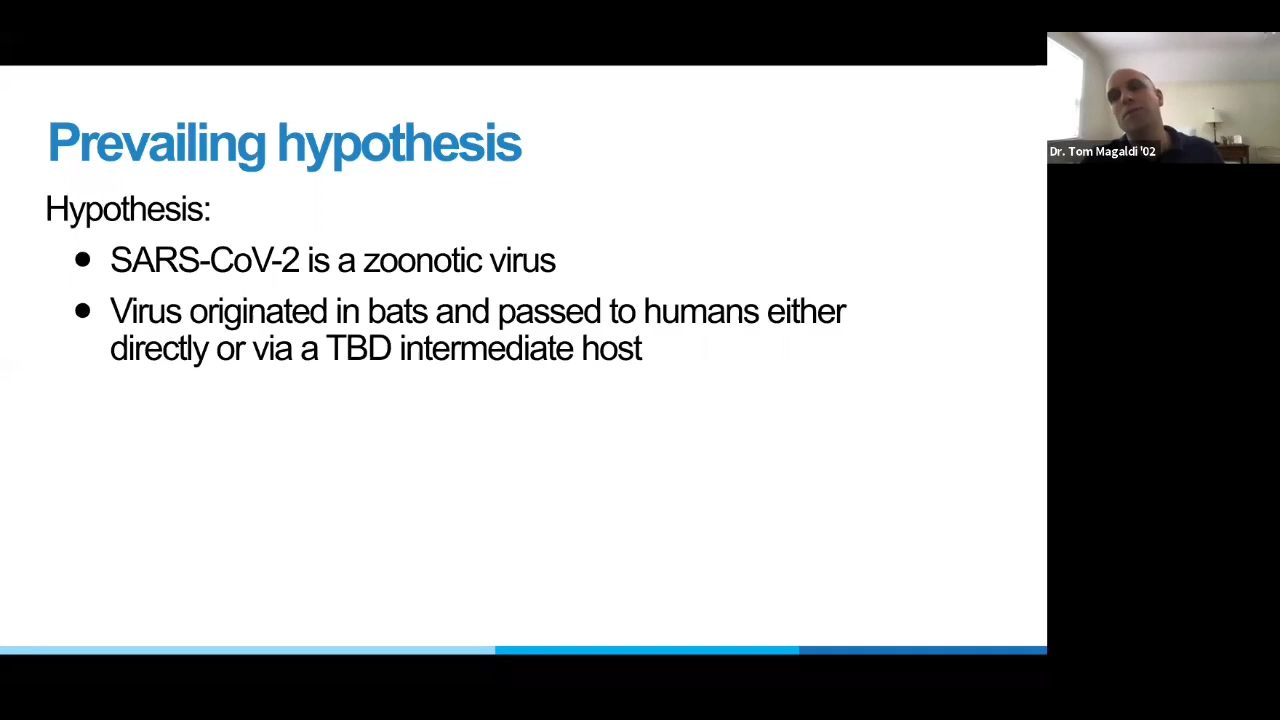 Prevailing hypothesis
Hypothesis:
● SARS-CoV-2 is a zoonotic virus
● Virus originated in bats and passed to humans either
directly or via a TBD intermediate host
Dr. Tom Magaldi '02